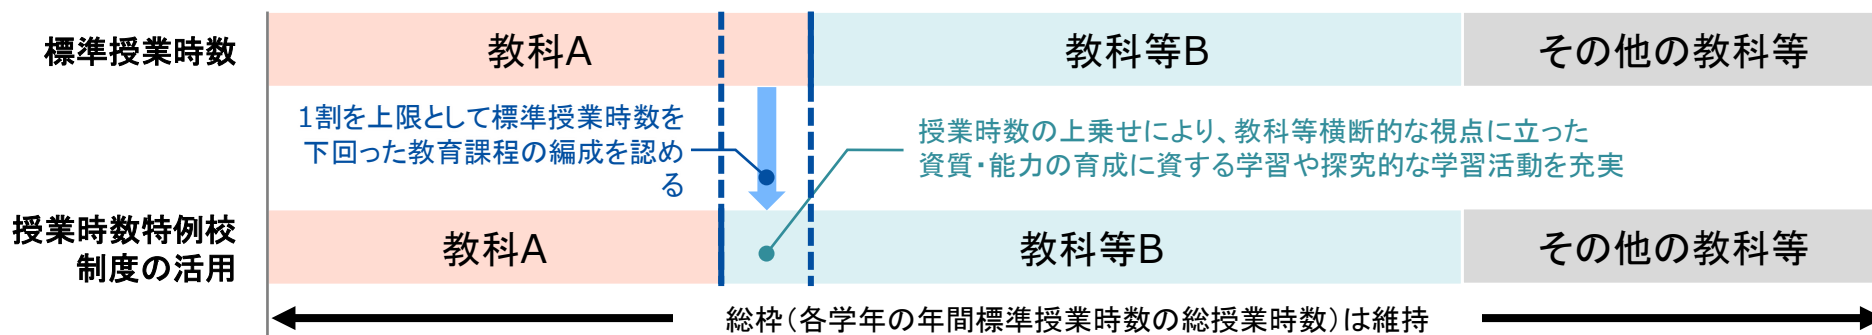 標準授業時数
教科A
教科等B
その他の教科等
1割を上限として標準授業時数を
下回った教育課程の編成を認め
る
授業時数の上乗せにより、教科等横断的な視点に立った
資質・能力の育成に資する学習や探究的な学習活動を充実
授業時数特例校
制度の活用
教科A
教科等B
その他の教科等
総枠(各学年の年間標準授業時数の総授業時数)は維持